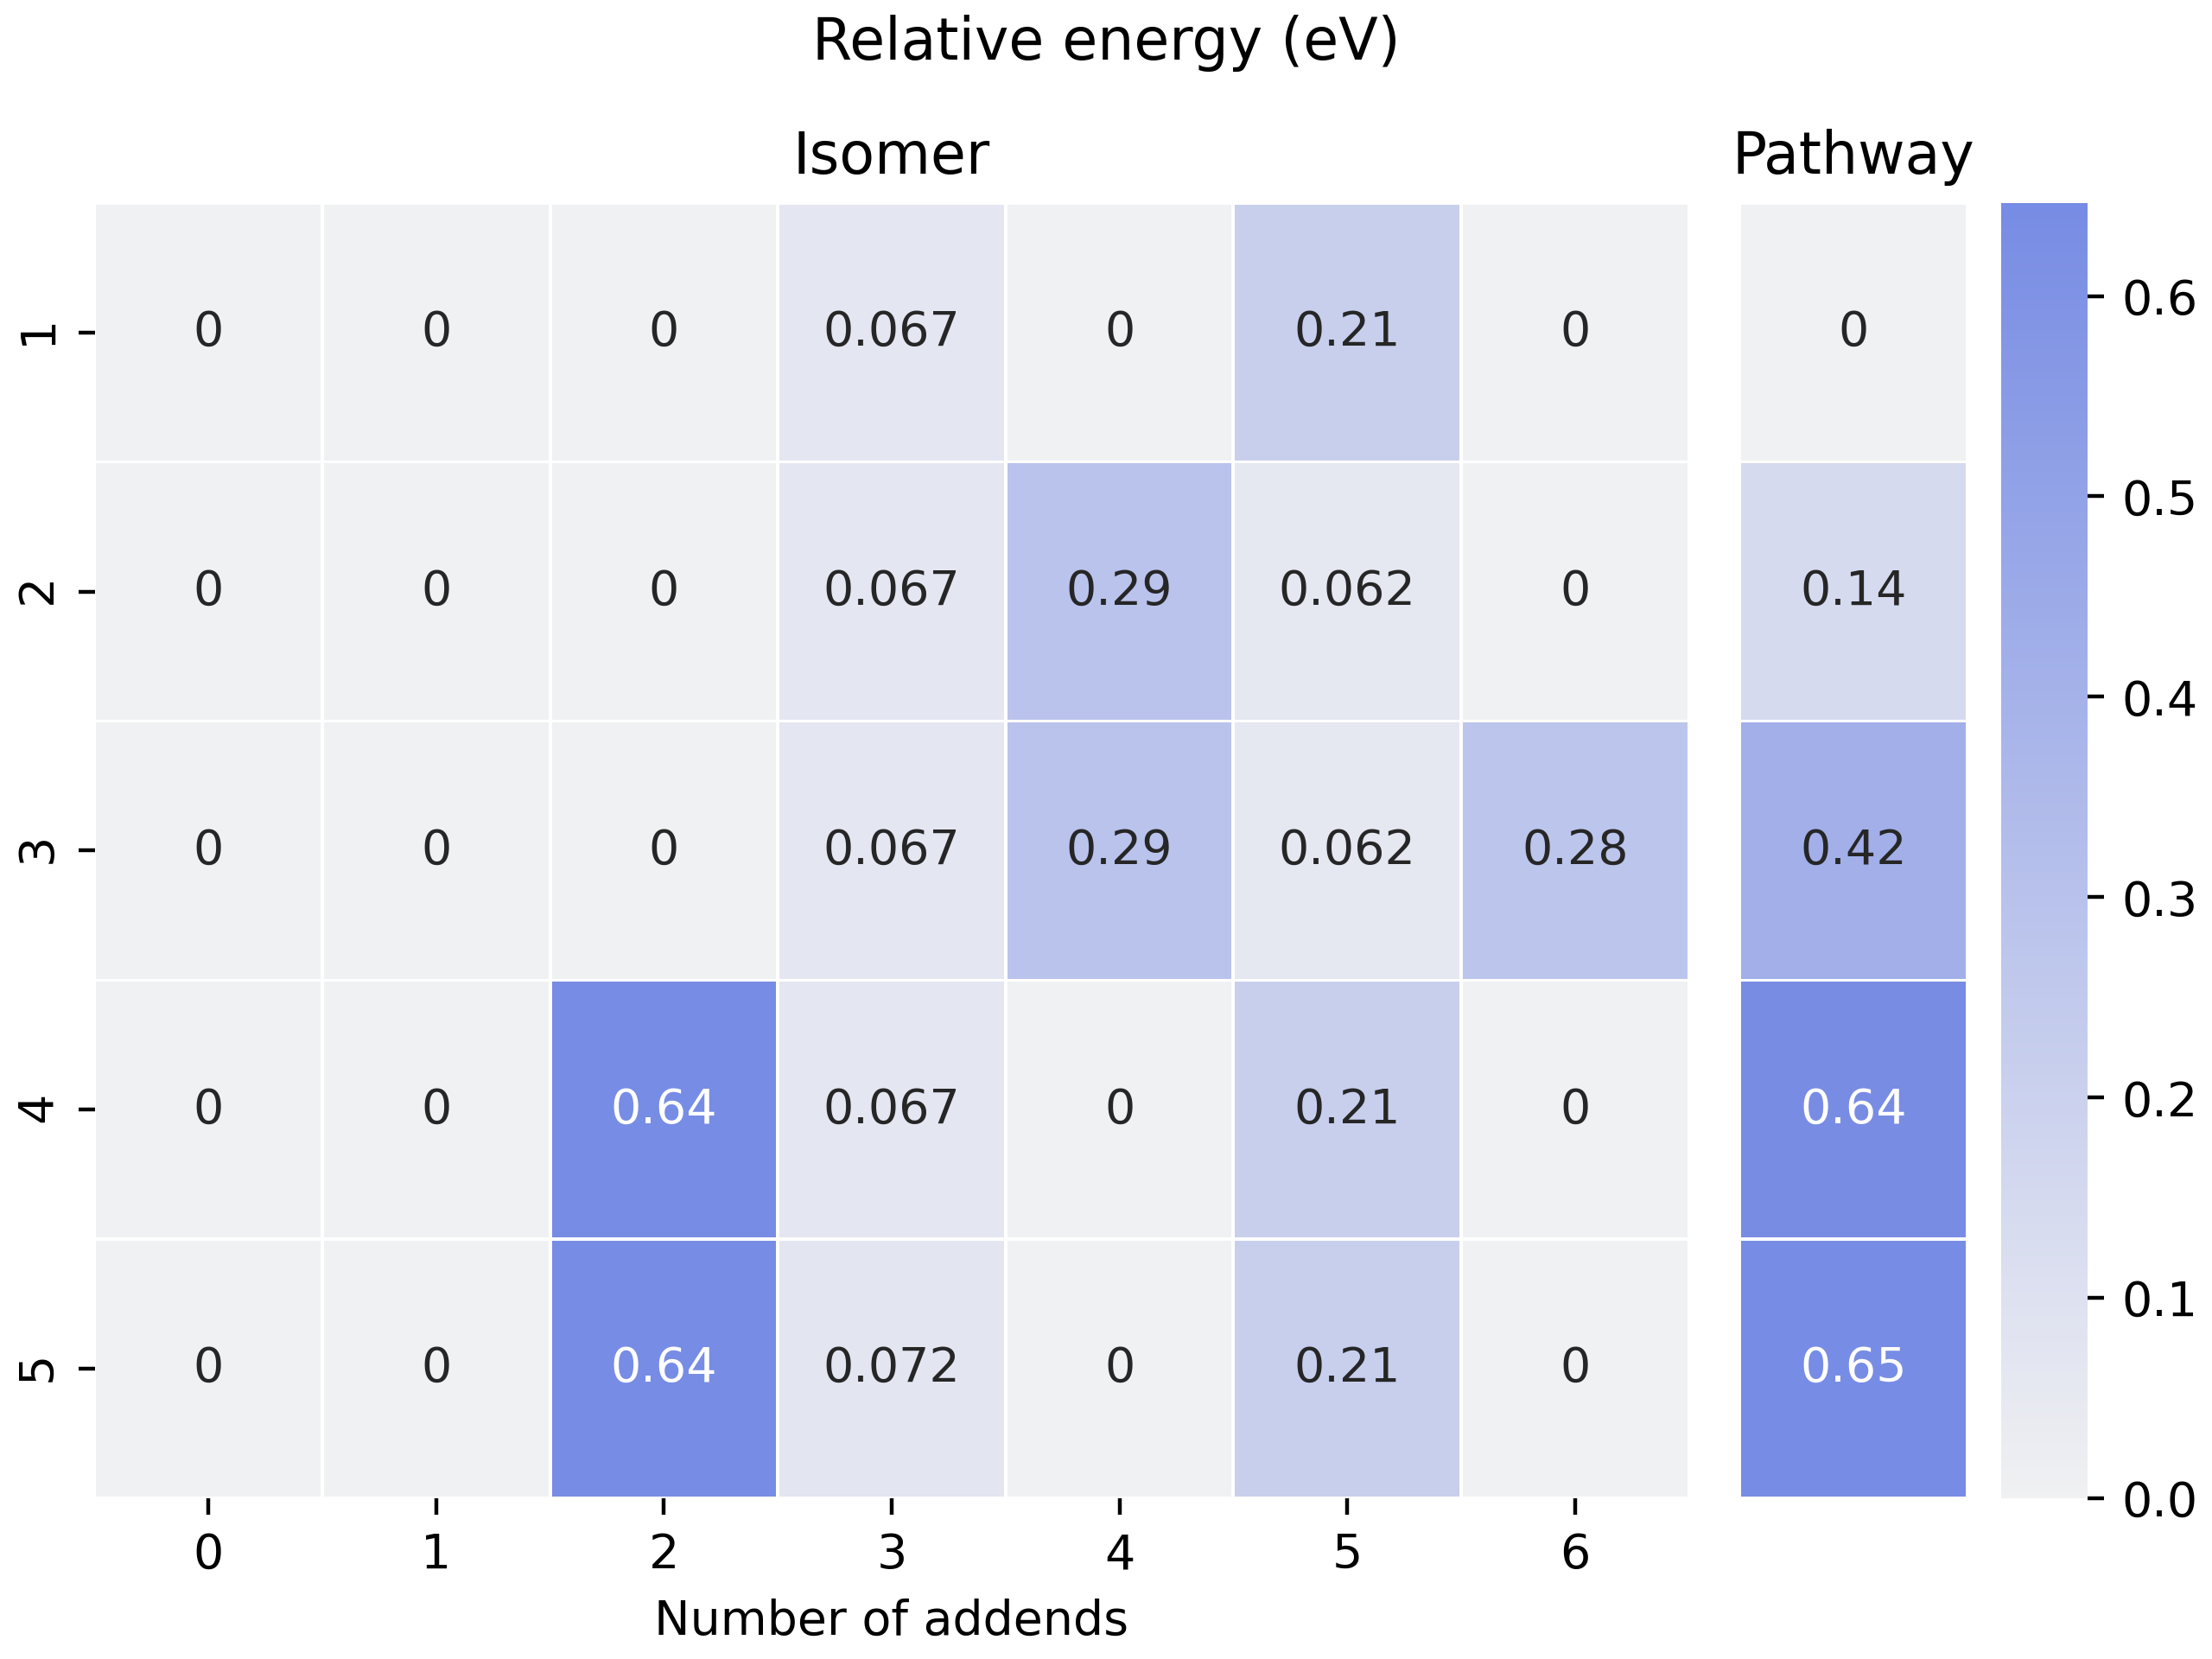 Relative energy (eV)
Isomer
Pathway
1 0 0 0 0.067 0 0.21 0 0
2 0 0 0 0.067 0.29 0.062 0 0.14
3 0 0 0 0.067 0.29 0.062 0.28 0.42
4 0 0 0.64 0.067 0 0.21 0 0.64
5 0 0 0.64 0.072 0 0.21 0 0.65
0 1 2 3 4 5 6
Number of addends
0.6
0.5
0.4
0.3
0.2
0.1
0.0